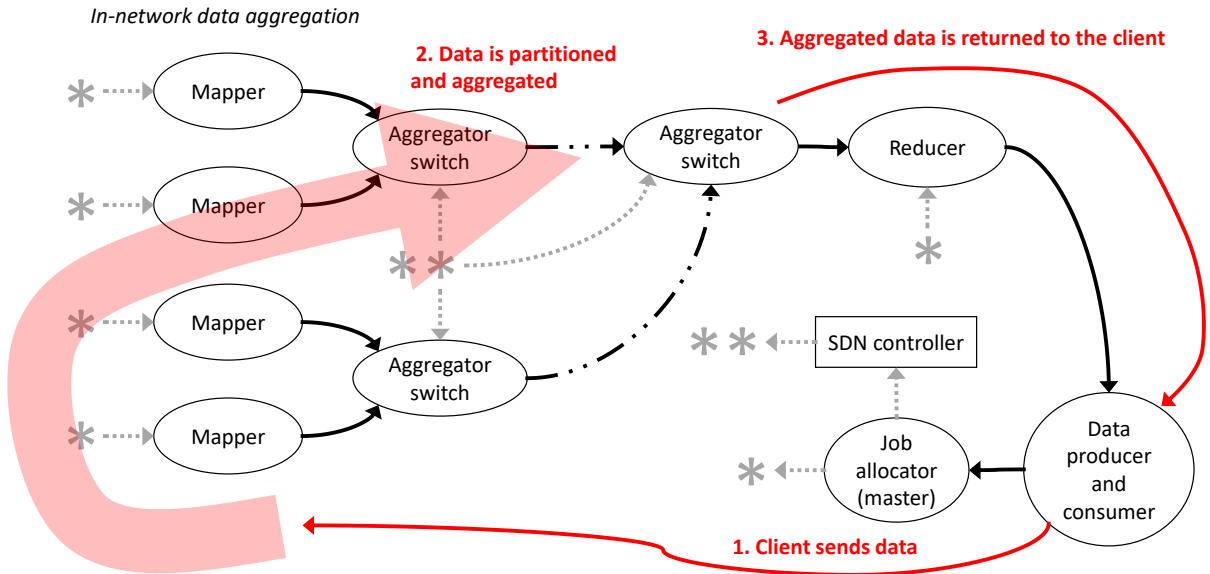 In-network data aggregation
2. Data is partitioned
and aggregated
3. Aggregated data is returned to the client
* Mapper
Aggregator
switch
Aggregator
switch
Reducer
* Mapper
* *
*
* Mapper
Aggregator
switch
* * SDN controller
* Mapper
* Job
allocator
(master)
Data
producer
and
consumer
1. Client sends data